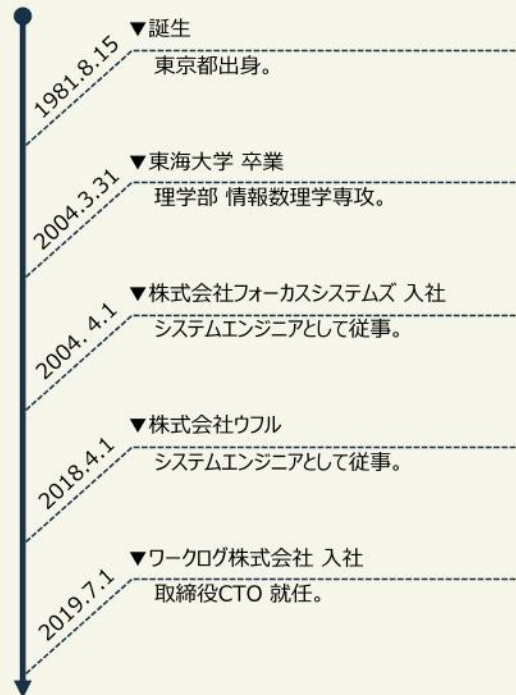 ▼誕生
1981.8.15
東京都出身。
▼東海大学 卒業
2004.3.31
理学部 情報数理学専攻。
▼株式会社フォーカスシステムズ 入社
2004. 4.1
システムエンジニアとして従事。
▼株式会社ウフル
2018.4.1
システムエンジニアとして従事。
▼ワークログ株式会社 入社
2019.7.1
取締役CTO 就任。